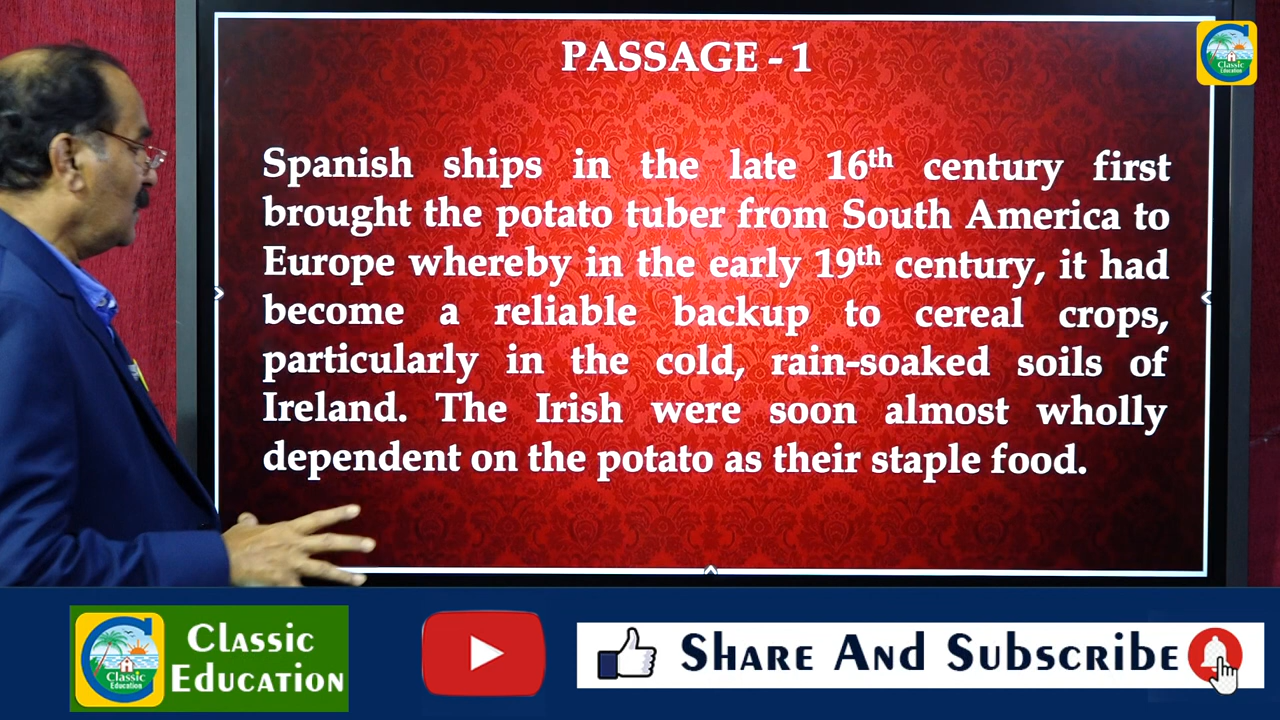 PASSAGE - 1
Classic
Education
Spanish ships in the late 16th century first
brought the potato tuber from South America to
Europe whereby in the early 19th century, it had
become a reliable backup to cereal crops,
particularly in the cold, rain-soaked soils of
Ireland. The Irish were soon almost wholly
dependent on the potato as their staple food.
Classic
Education
CLASSIC
EDUCATION
SHARE AND SUBSCRIBE